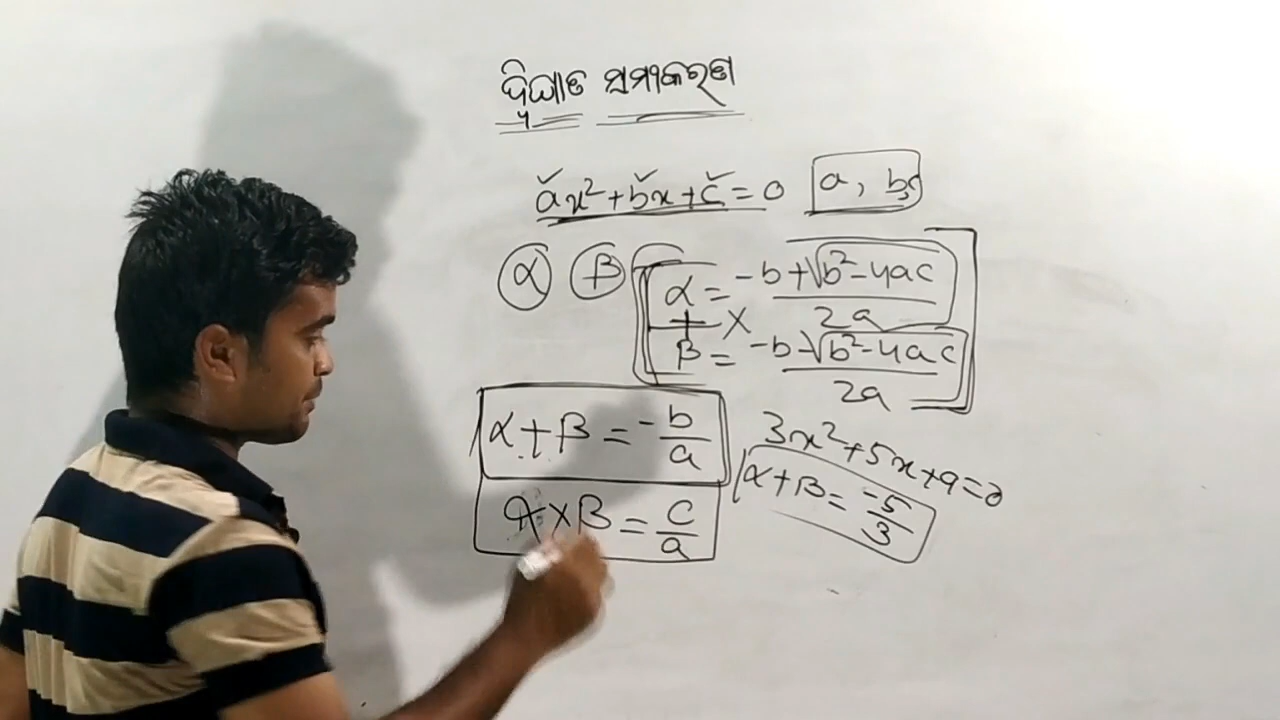 ଦ୍ବିଘାତ ସମୀକରଣ
ax²+bx+c=0 a, b,c
α β
α = -b+√b²-4ac / 2a
+ ×
β = -b-√b²-4ac / 2a
α+β = -b/a
α×β = c/a
3x²+5x+9=0
α+β = -5/3